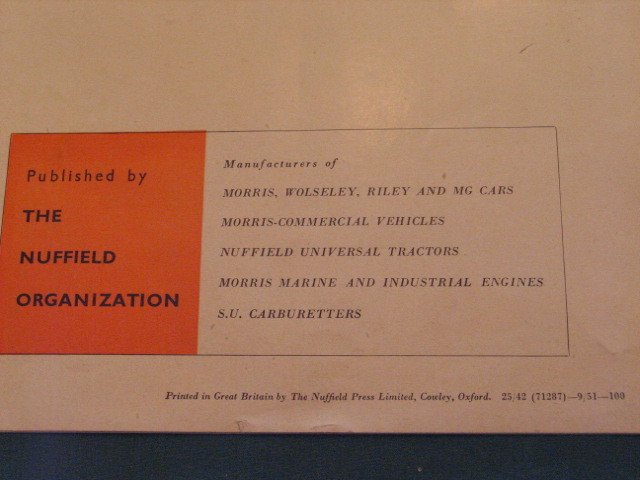 Published by
THE
NUFFIELD
ORGANIZATION
Manufacturers of
MORRIS, WOLSELEY, RILEY AND MG CARS
MORRIS-COMMERCIAL VEHICLES
NUFFIELD UNIVERSAL TRACTORS
MORRIS MARINE AND INDUSTRIAL ENGINES
S.U. CARBURETTERS
Printed in Great Britain by The Nuffield Press Limited, Cowley, Oxford. 25/42 (71287)—9/51—100